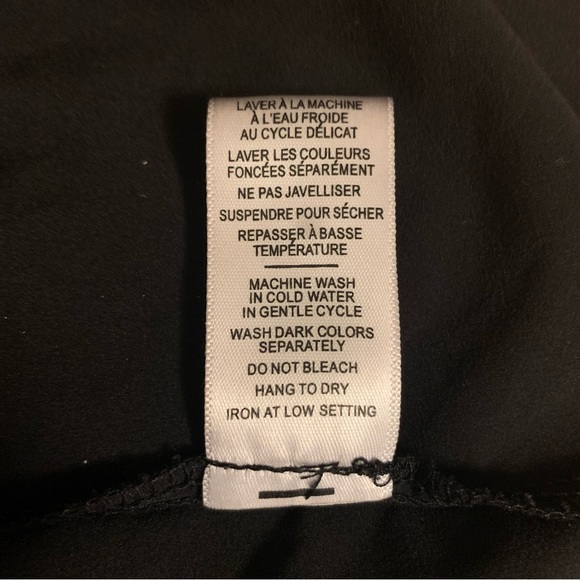 LAVER À LA MACHINE
À L'EAU FROIDE
AU CYCLE DÉLICAT
LAVER LES COULEURS
FONCÉES SÉPARÉMENT
NE PAS JAVELLISER
SUSPENDRE POUR SÉCHER
REPASSER À BASSE
TEMPÉRATURE
MACHINE WASH
IN COLD WATER
IN GENTLE CYCLE
WASH DARK COLORS
SEPARATELY
DO NOT BLEACH
HANG TO DRY
IRON AT LOW SETTING